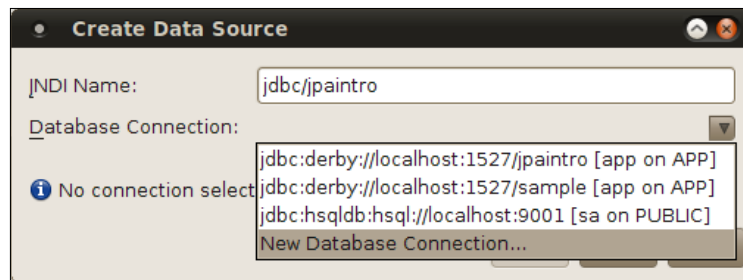 Create Data Source
JNDI Name:
jdbc/jpaintro
Database Connection:
jdbc:derby://localhost:1527/jpaintro [app on APP]
jdbc:derby://localhost:1527/sample [app on APP]
No connection select
jdbc:hsqldb:hsql://localhost:9001 [sa on PUBLIC]
New Database Connection...